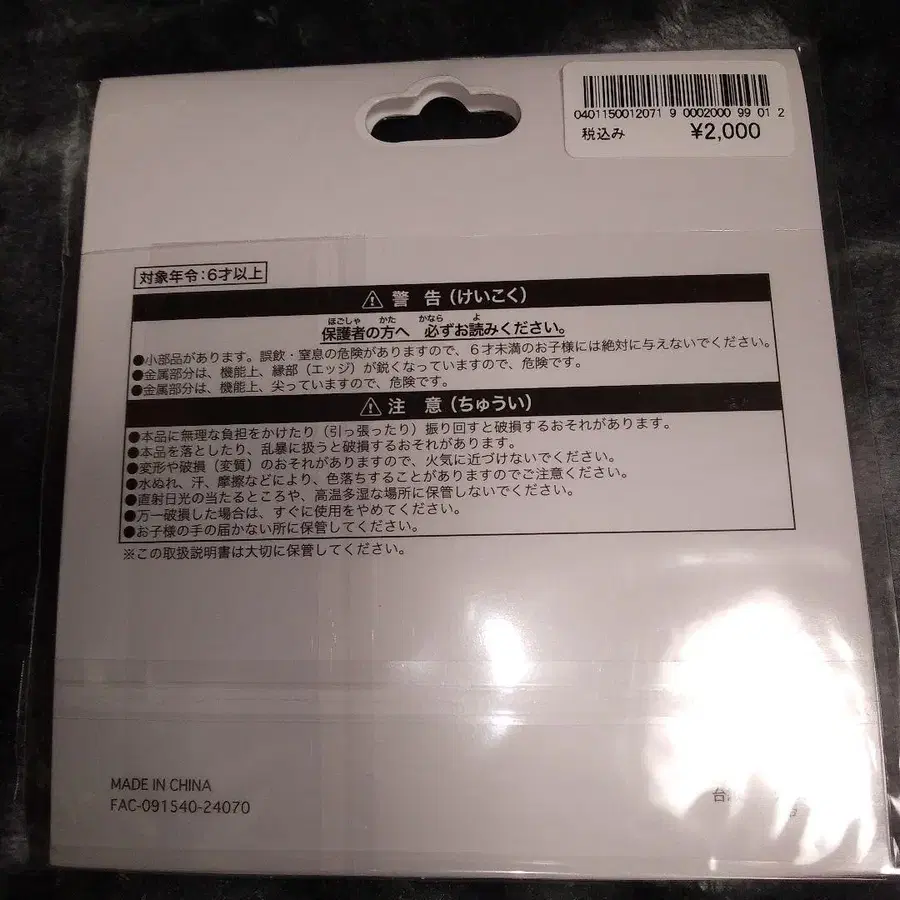 0401150012071 9 0002000 99 01 2
税込み ¥2,000
対象年令:6才以上
⚠ 警 告(けいこく)
ほごしゃ かた かなら よ
保護者の方へ 必ずお読みください。
●小部品があります。誤飲・窒息の危険がありますので、6才未満のお子様には絶対に与えないでください。
●金属部分は、機能上、縁部(エッジ)が鋭くなっていますので、危険です。
●金属部分は、機能上、尖っていますので、危険です。
⚠ 注 意(ちゅうい)
●本品に無理な負担をかけたり(引っ張ったり)振り回すと破損するおそれがあります。
●本品を落としたり、乱暴に扱うと破損するおそれがあります。
●変形や破損(変質)のおそれがありますので、火気に近づけないでください。
●水ぬれ、汗、摩擦などにより、色落ちすることがありますのでご注意ください。
●直射日光の当たるところや、高温多湿な場所に保管しないでください。
●万一破損した場合は、すぐに使用をやめてください。
●お子様の手の届かない所に保管してください。
※この取扱説明書は大切に保管してください。
MADE IN CHINA
FAC-091540-24070